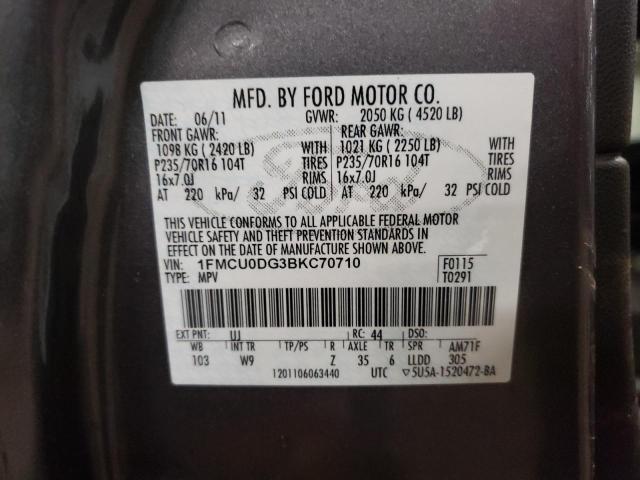 MFD. BY FORD MOTOR CO.
DATE: 06/11 GVWR: 2050 KG ( 4520 LB)
FRONT GAWR: REAR GAWR:
1098 KG ( 2420 LB) 1021 KG ( 2250 LB)
P235/70R16 104T TIRES P235/70R16 104T TIRES
16x7.0J RIMS 16x7.0J RIMS
AT 220 kPa/ 32 PSI COLD AT 220 kPa/ 32 PSI COLD
THIS VEHICLE CONFORMS TO ALL APPLICABLE FEDERAL MOTOR
VEHICLE SAFETY AND THEFT PREVENTION STANDARDS IN
EFFECT ON THE DATE OF MANUFACTURE SHOWN ABOVE.
VIN: 1FMCU0DG3BKC70710 F0115
TYPE: MPV T0291
EXT PNT: UJ RC: 44 DSO:
WB INT TR TP/PS R AXLE TR SPR AM71F
103 W9 Z 35 6 LLDD 305
1201106063440 UTC ▽5U5A-1520472-BA